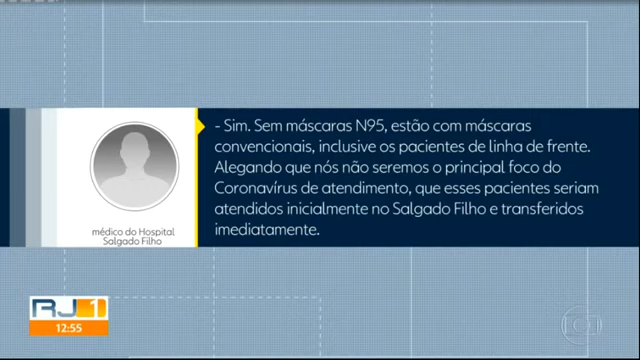 - Sim. Sem máscaras N95, estão com máscaras
convencionais, inclusive os pacientes de linha de frente.
Alegando que nós não seremos o principal foco do
Coronavírus de atendimento, que esses pacientes seriam
atendidos inicialmente no Salgado Filho e transferidos
imediatamente.
médico do Hospital
Salgado Filho
RJ1
12:55